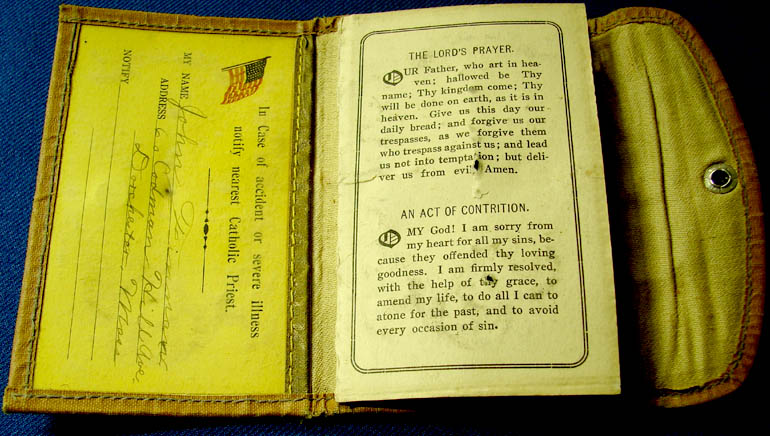 In Case of accident or severe illness
notify nearest Catholic Priest.
MY NAME John
ADDRESS Codman Hill Ave.
Dorchester Mass
NOTIFY
THE LORD'S PRAYER.
OUR Father, who art in hea-
ven; hallowed be Thy
name; Thy kingdom come; Thy
will be done on earth, as it is in
heaven. Give us this day our
daily bread; and forgive us our
trespasses, as we forgive them
who trespass against us; and lead
us not into temptation; but deli-
ver us from evil. Amen.
AN ACT OF CONTRITION.
O MY God! I am sorry from
my heart for all my sins, be-
cause they offended thy loving
goodness. I am firmly resolved,
with the help of thy grace, to
amend my life, to do all I can to
atone for the past, and to avoid
every occasion of sin.